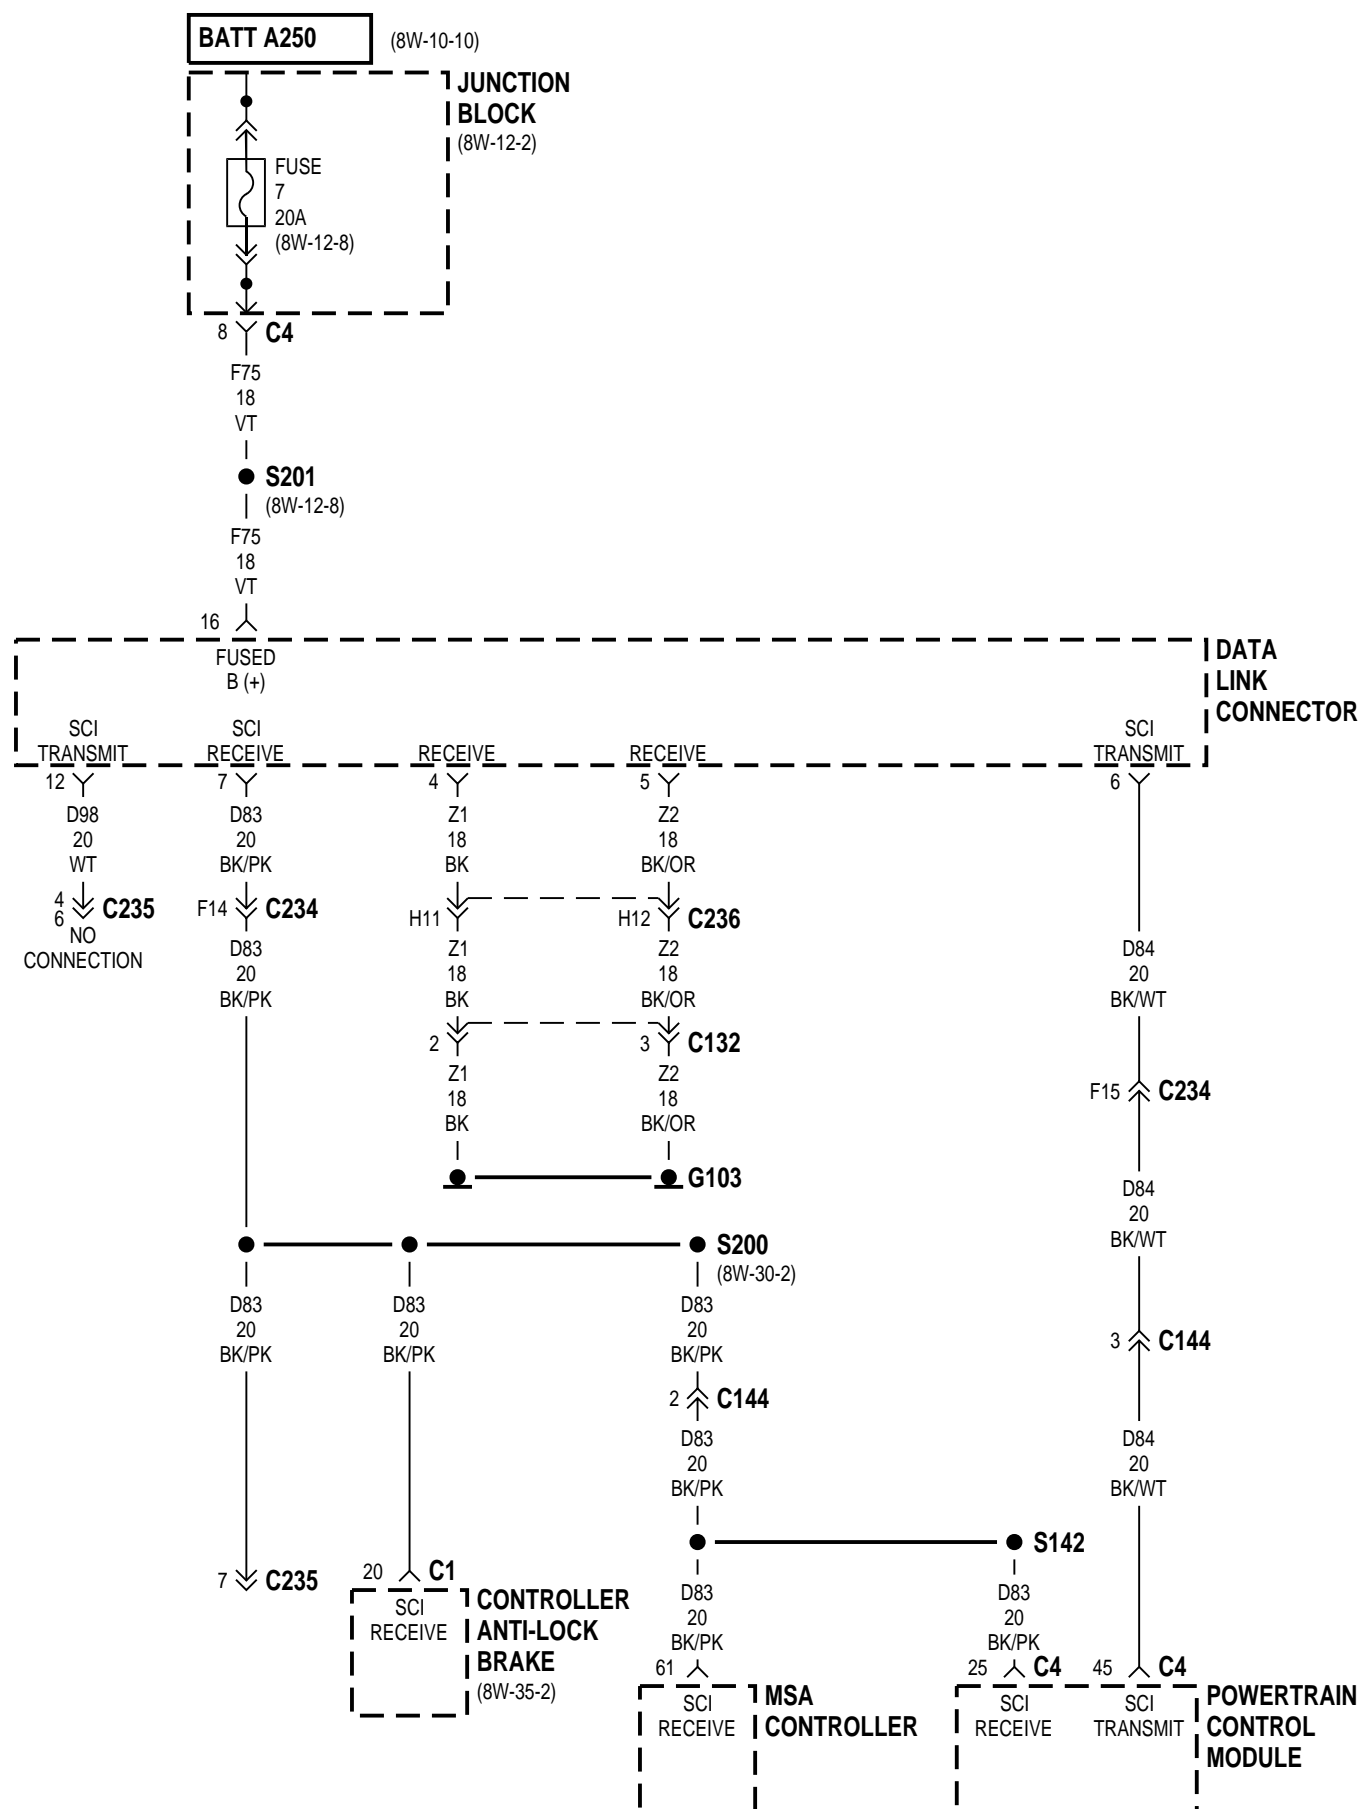 BATT A250
(8W-10-10)
JUNCTION
BLOCK
(8W-12-2)
FUSE
7
20A
(8W-12-8)
8
C4
F75
18
VT
S201
(8W-12-8)
F75
18
VT
16
FUSED
B (+)
DATA
LINK
CONNECTOR
SCI
TRANSMIT
SCI
RECEIVE
RECEIVE
RECEIVE
SCI
TRANSMIT
12
7
4
5
6
D98
20
WT
D83
20
BK/PK
Z1
18
BK
Z2
18
BK/OR
4
6
C235
NO
CONNECTION
F14
C234
D83
20
BK/PK
H11
H12
C236
Z1
18
BK
Z2
18
BK/OR
D84
20
BK/WT
2
3
C132
Z1
18
BK
Z2
18
BK/OR
F15
C234
G103
D84
20
BK/WT
S200
(8W-30-2)
D83
20
BK/PK
D83
20
BK/PK
D83
20
BK/PK
3
C144
2
C144
D83
20
BK/PK
D84
20
BK/WT
S142
7
C235
20
C1
SCI
RECEIVE
CONTROLLER
ANTI-LOCK
BRAKE
(8W-35-2)
D83
20
BK/PK
D83
20
BK/PK
61
25
C4
45
C4
SCI
RECEIVE
MSA
CONTROLLER
SCI
RECEIVE
SCI
TRANSMIT
POWERTRAIN
CONTROL
MODULE